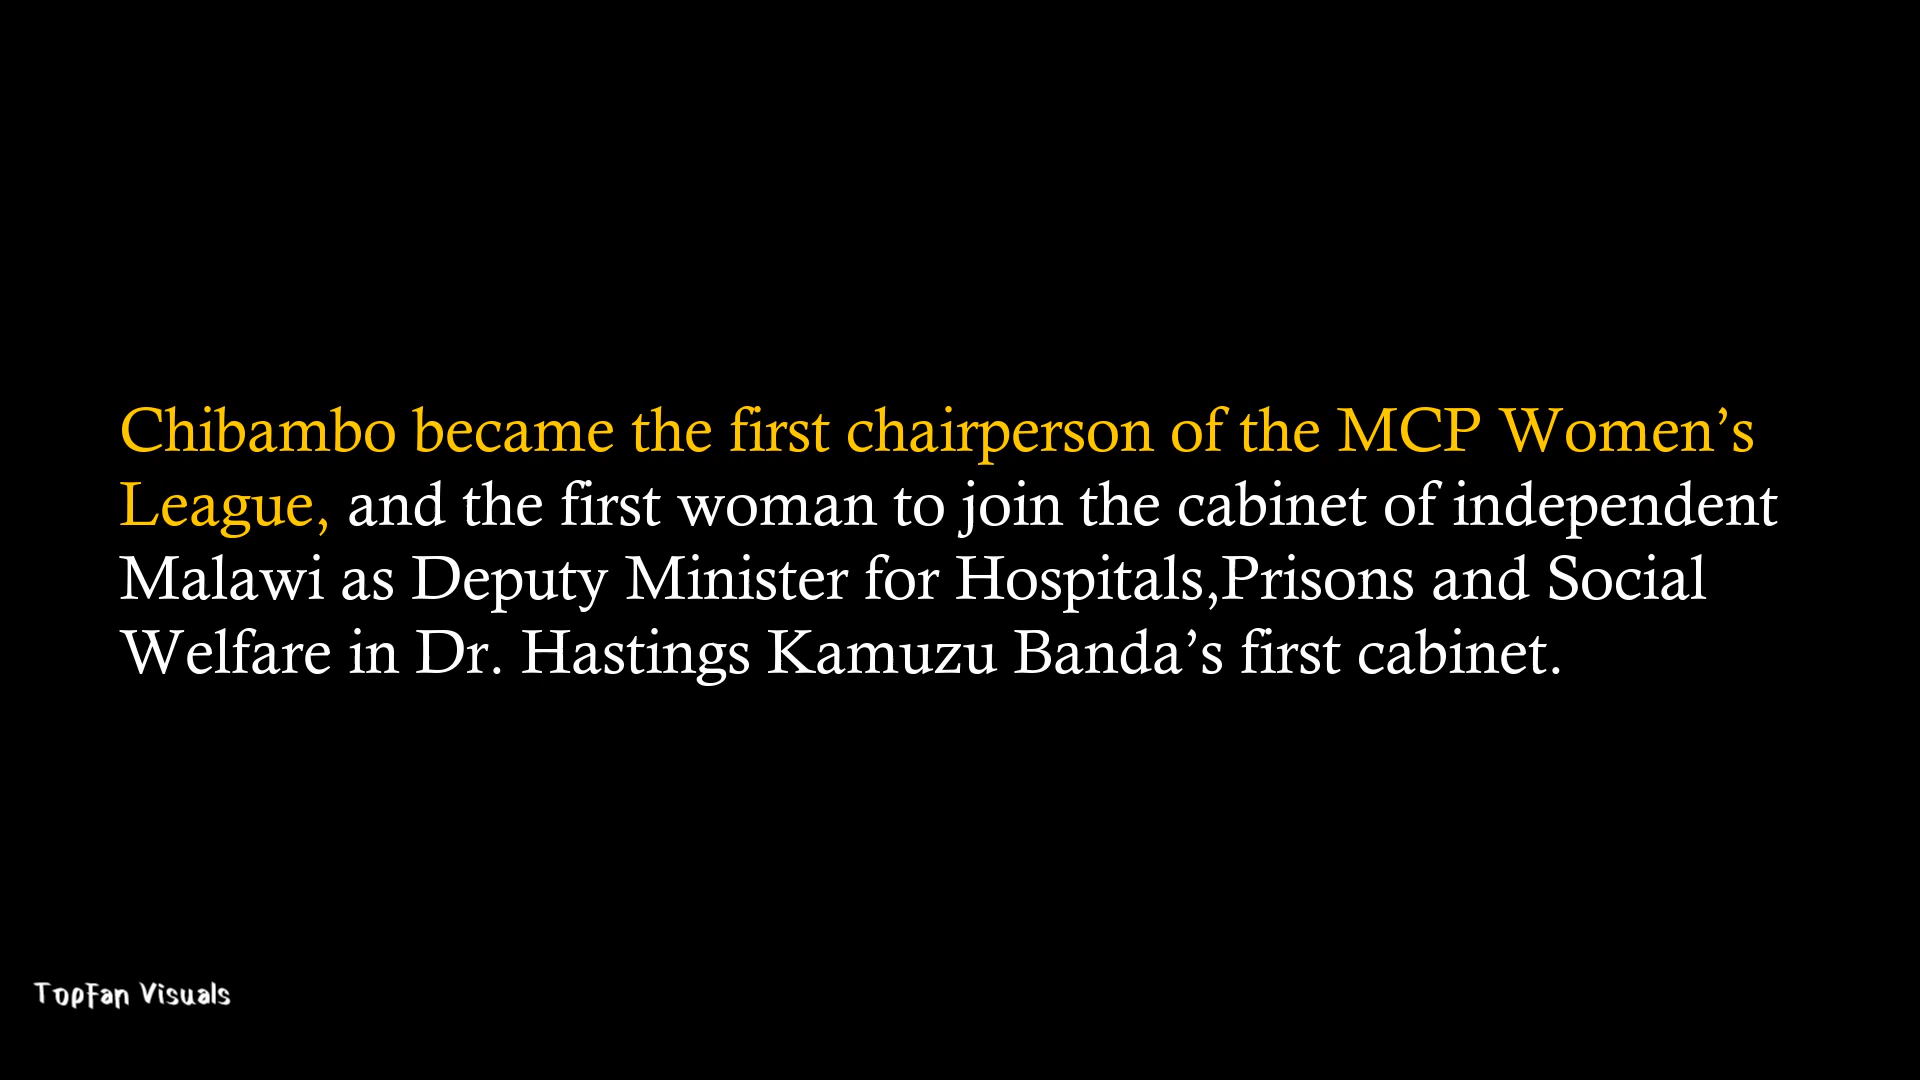 Chibambo became the first chairperson of the MCP Women’s
League, and the first woman to join the cabinet of independent
Malawi as Deputy Minister for Hospitals,Prisons and Social
Welfare in Dr. Hastings Kamuzu Banda’s first cabinet.
TopFan Visuals